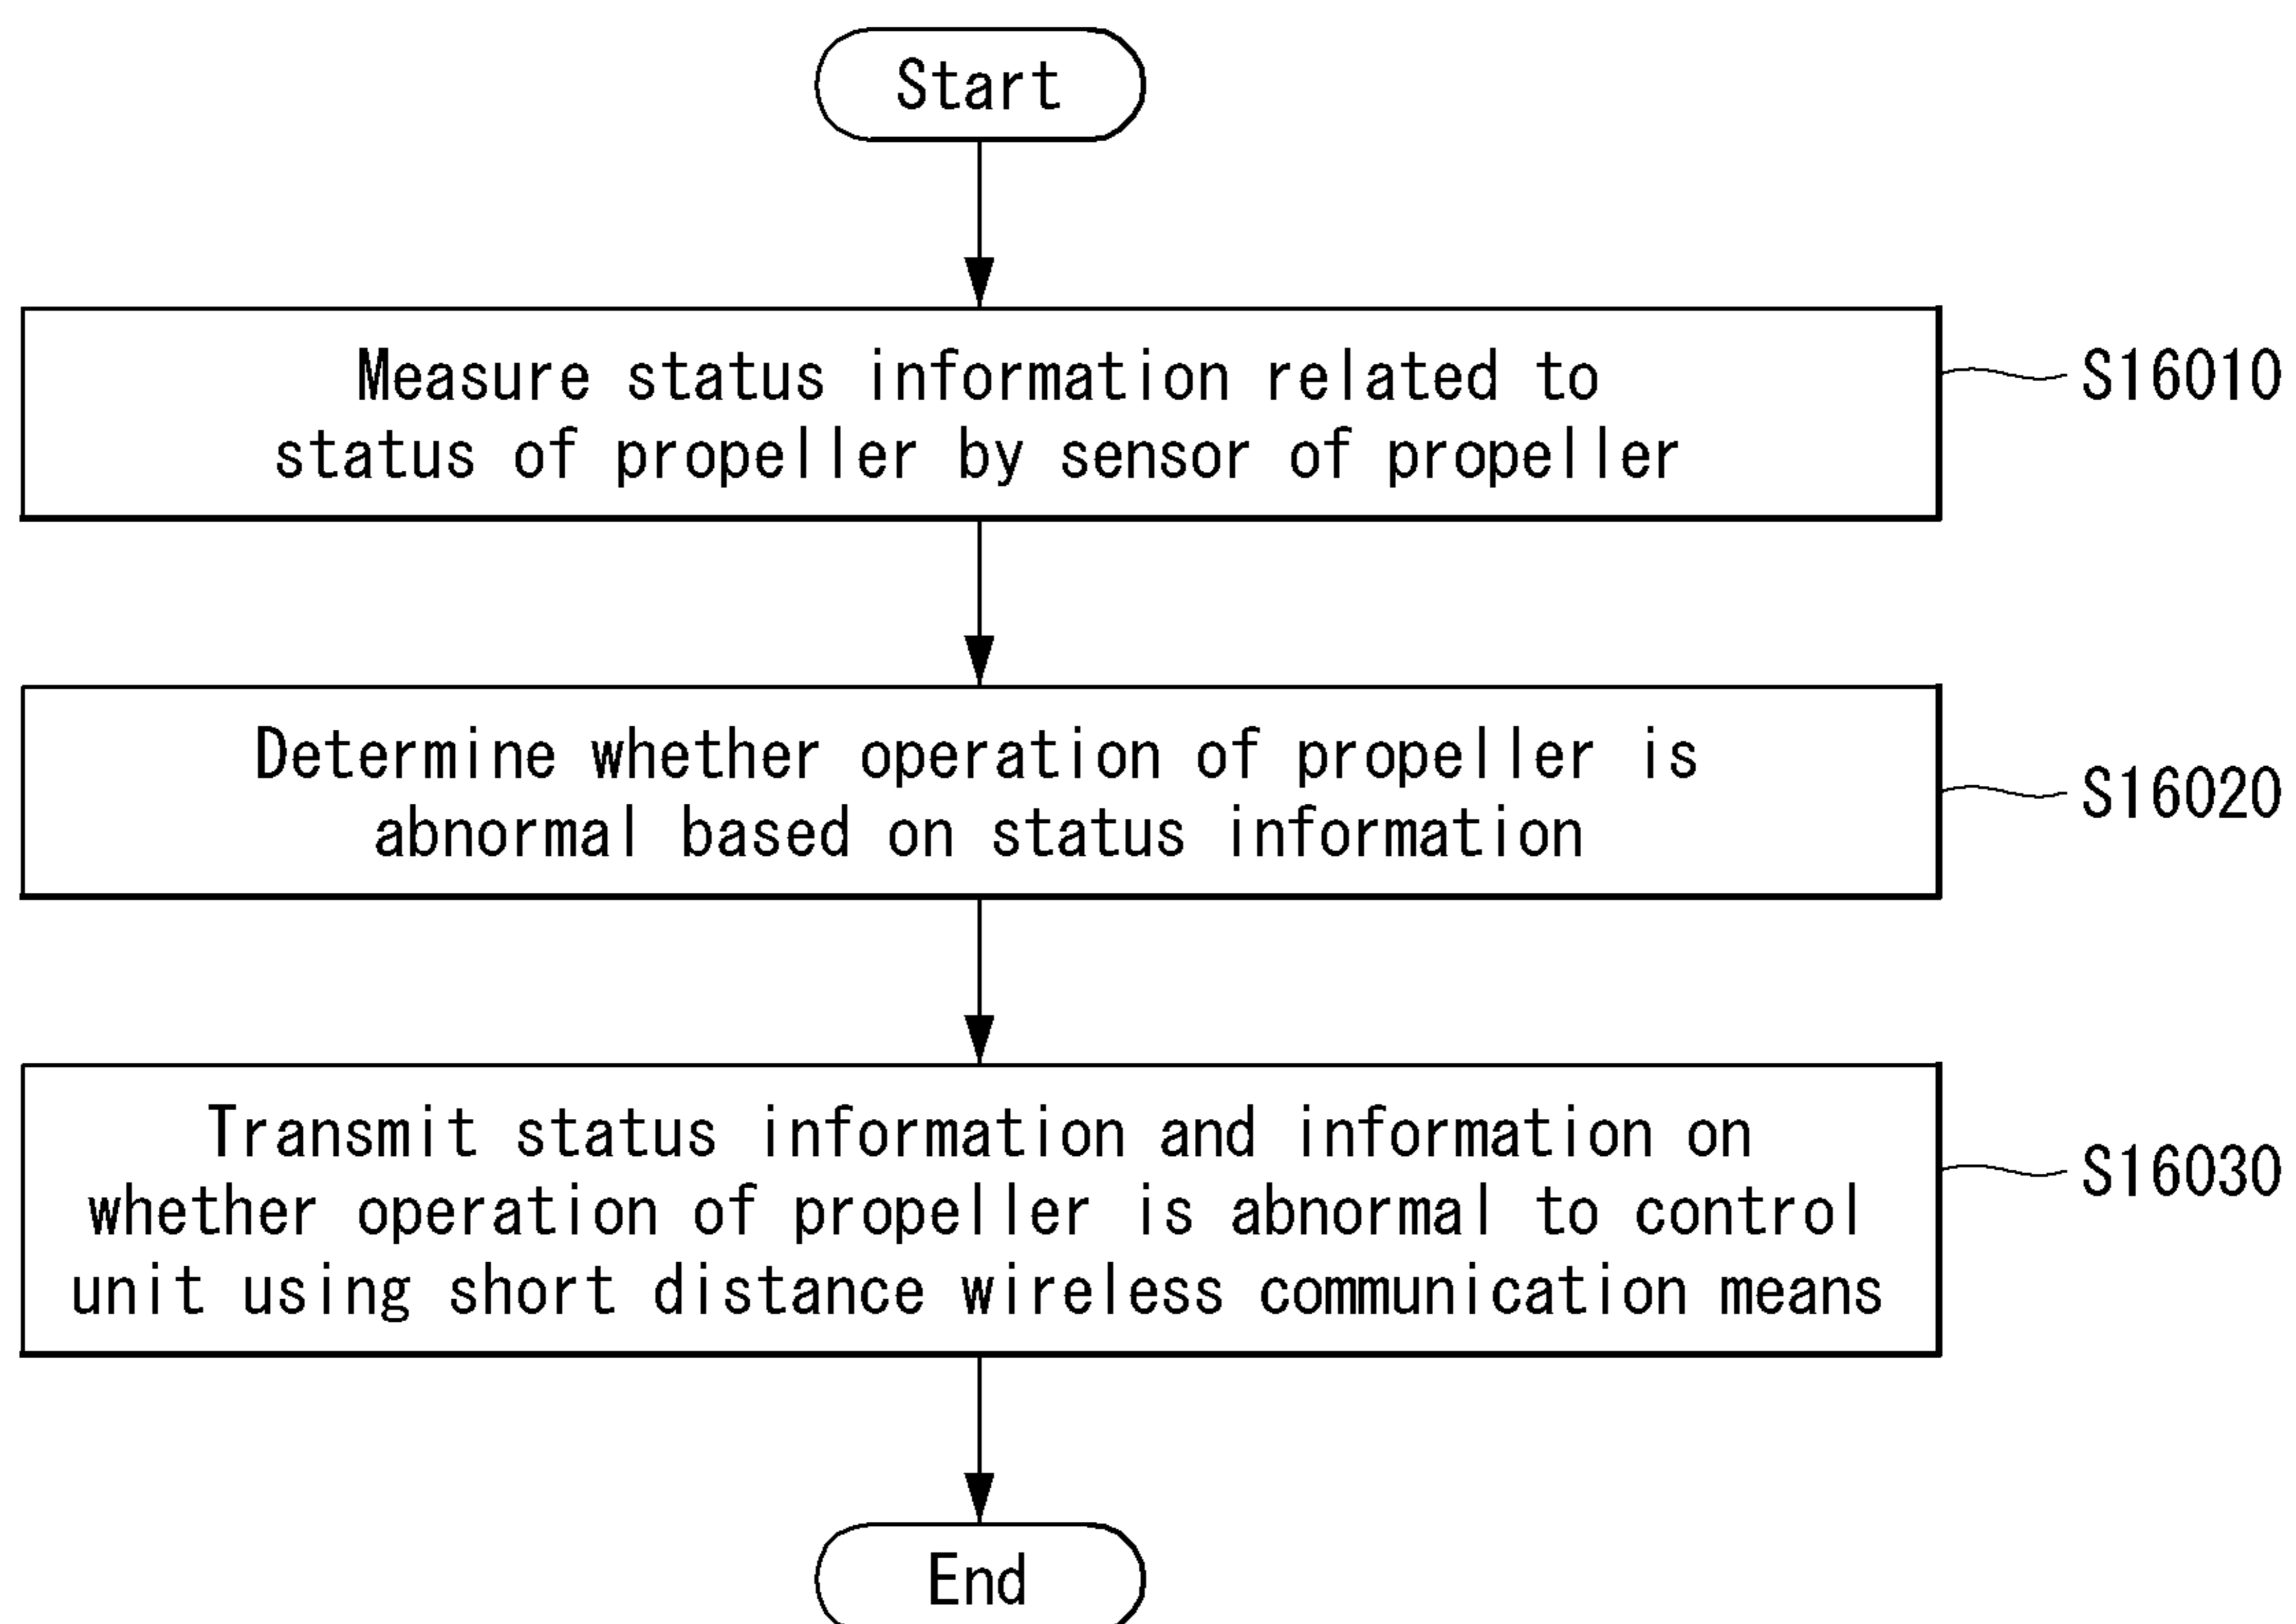 Start
Measure status information related to
status of propeller by sensor of propeller
S16010
Determine whether operation of propeller is
abnormal based on status information
S16020
Transmit status information and information on
whether operation of propeller is abnormal to control
unit using short distance wireless communication means
S16030
End